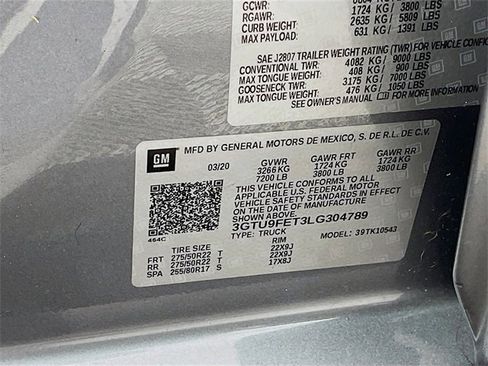 GCWR:
RGAWR: 1724 KG/ 3800 LBS
CURB WEIGHT: 2635 KG/ 5809 LBS
MAX PAYLOAD: 631 KG/ 1391 LBS
SAE J2807 TRAILER WEIGHT RATING (TWR) FOR VEHICLE CONFIG
CONVENTIONAL TWR: 4082 KG/ 9000 LBS
MAX TONGUE WEIGHT: 408 KG/ 900 LBS
GOOSENECK TWR: 3175 KG/ 7000 LBS
MAX TONGUE WEIGHT: 476 KG/ 1050 LBS
SEE OWNER'S MANUAL FOR MORE INFORMATION
GM
MFD BY GENERAL MOTORS DE MEXICO, S. DE R.L. DE C.V.
03/20 GVWR GAWR FRT GAWR RR
3266 KG 1724 KG 1724 KG
7200 LB 3800 LB 3800 LB
THIS VEHICLE CONFORMS TO ALL
APPLICABLE U.S. FEDERAL MOTOR
VEHICLE SAFETY STANDARDS IN EFFECT
ON THE DATE OF MANUFACTURE SHOWN ABOVE.
3GTU9FET3LG304789
464C TYPE: TRUCK MODEL: 39TK10543
TIRE SIZE RIM
FRT 275/50R22 T 22X9J
RR 275/50R22 T 22X9J
SPA 255/80R17 S 17X8J